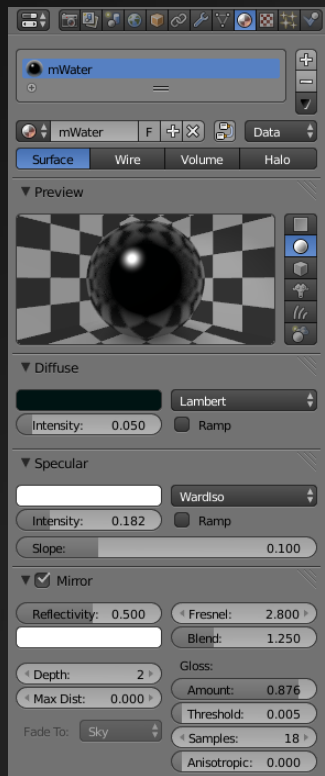 mWater
mWater F Data
Surface Wire Volume Halo
Preview
Diffuse
Lambert
Intensity: 0.050 Ramp
Specular
WardIso
Intensity: 0.182 Ramp
Slope: 0.100
Mirror
Reflectivity: 0.500 Fresnel: 2.800
Blend: 1.250
Depth: 2 Gloss:
Max Dist: 0.000 Amount: 0.876
Fade To: Sky Threshold: 0.005
Samples: 18
Anisotropic: 0.000